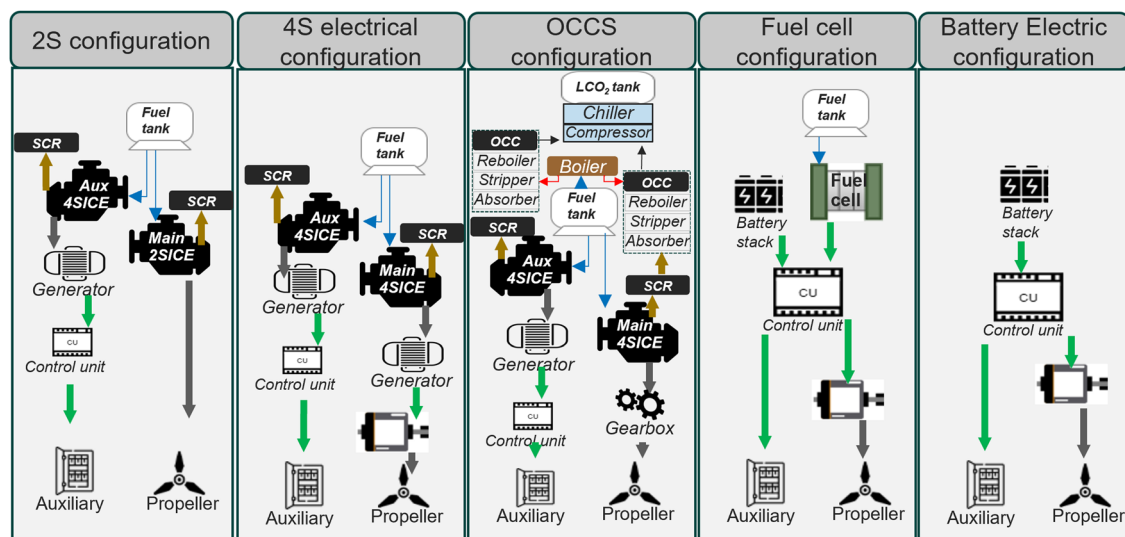 2S configuration
4S electrical
configuration
OCCS
configuration
Fuel cell
configuration
Battery Electric
configuration
Fuel
tank
SCR
Aux
4SICE
SCR
Main
2SICE
Generator
CU
Control unit
Auxiliary
Propeller
Fuel
tank
SCR
Aux
4SICE
SCR
Main
4SICE
Generator
Generator
CU
Control unit
Auxiliary
Propeller
LCO2 tank
Chiller
Compressor
OCC
Reboiler
Stripper
Absorber
Boiler
OCC
Reboiler
Stripper
Absorber
Fuel
tank
SCR
Aux
4SICE
SCR
Main
4SICE
Generator
Gearbox
CU
Control unit
Auxiliary
Propeller
Fuel
tank
Fuel
cell
Battery
stack
CU
Control unit
Auxiliary
Propeller
Battery
stack
CU
Control unit
Auxiliary
Propeller